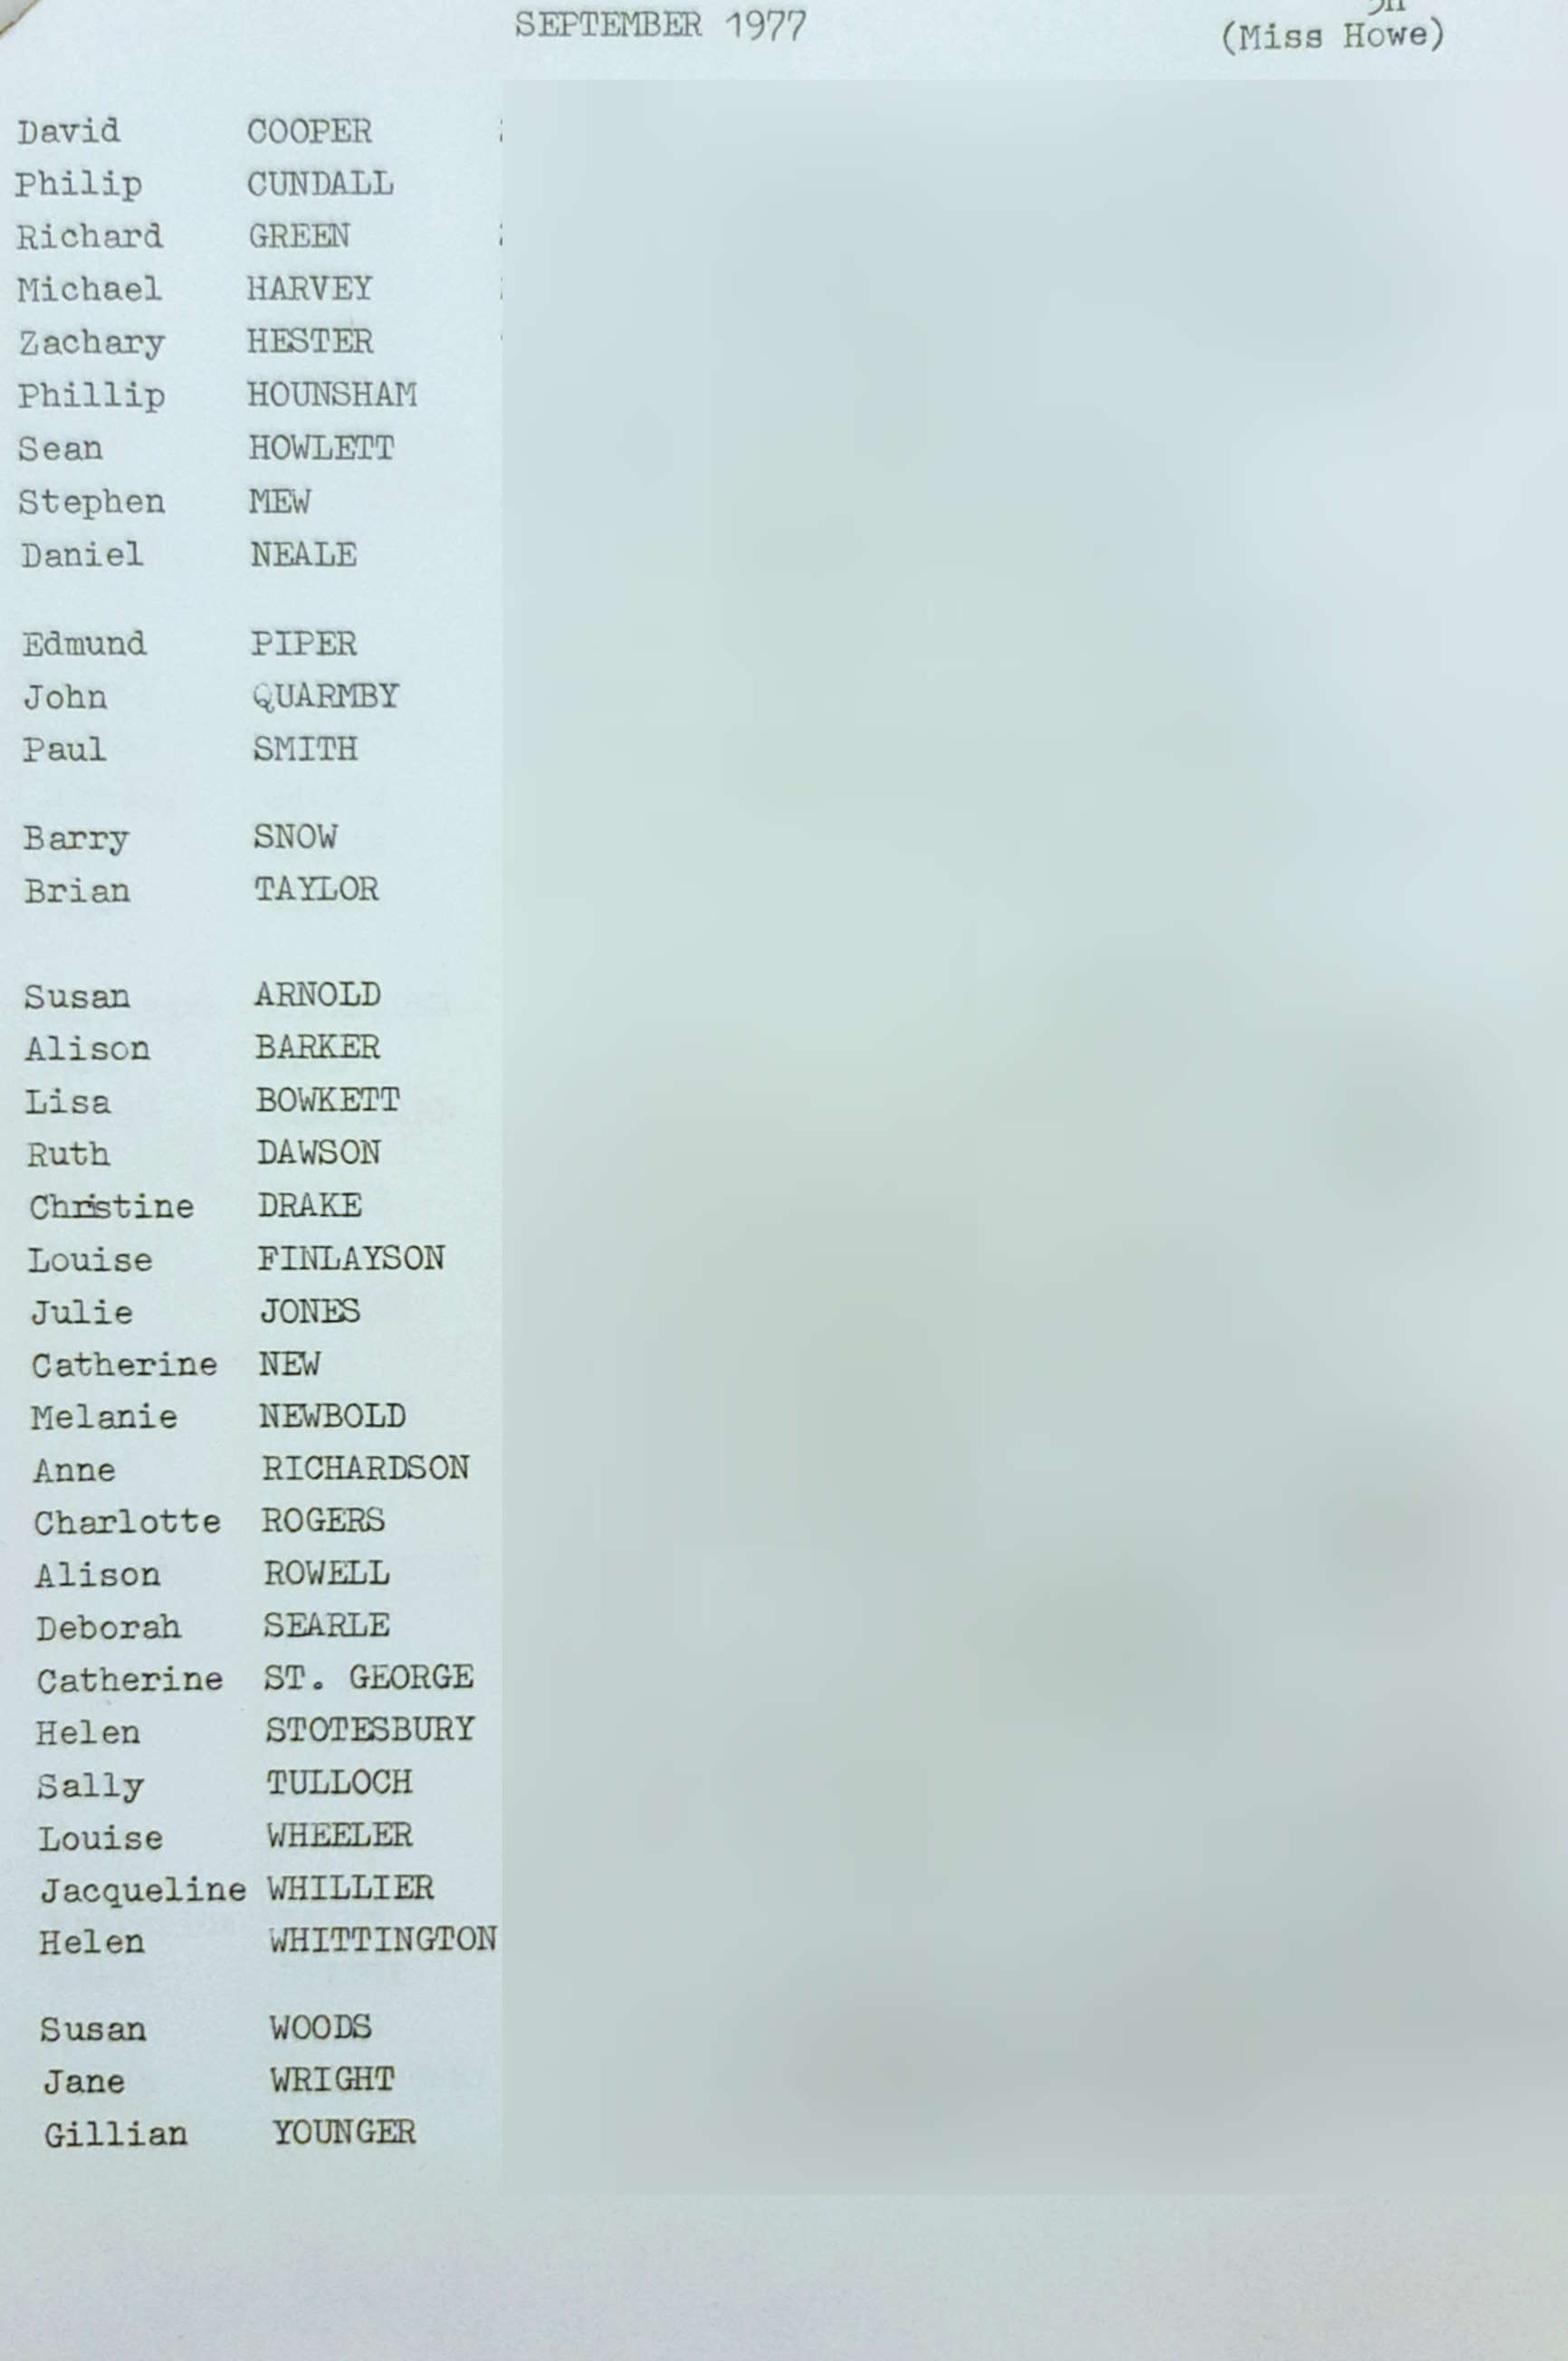 SEPTEMBER 1977
(Miss Howe)
David COOPER
Philip CUNDALL
Richard GREEN
Michael HARVEY
Zachary HESTER
Phillip HOUNSHAM
Sean HOWLETT
Stephen MEW
Daniel NEALE
Edmund PIPER
John QUARMBY
Paul SMITH
Barry SNOW
Brian TAYLOR
Susan ARNOLD
Alison BARKER
Lisa BOWKETT
Ruth DAWSON
Christine DRAKE
Louise FINLAYSON
Julie JONES
Catherine NEW
Melanie NEWBOLD
Anne RICHARDSON
Charlotte ROGERS
Alison ROWELL
Deborah SEARLE
Catherine ST. GEORGE
Helen STOTESBURY
Sally TULLOCH
Louise WHEELER
Jacqueline WHILLIER
Helen WHITTINGTON
Susan WOODS
Jane WRIGHT
Gillian YOUNGER